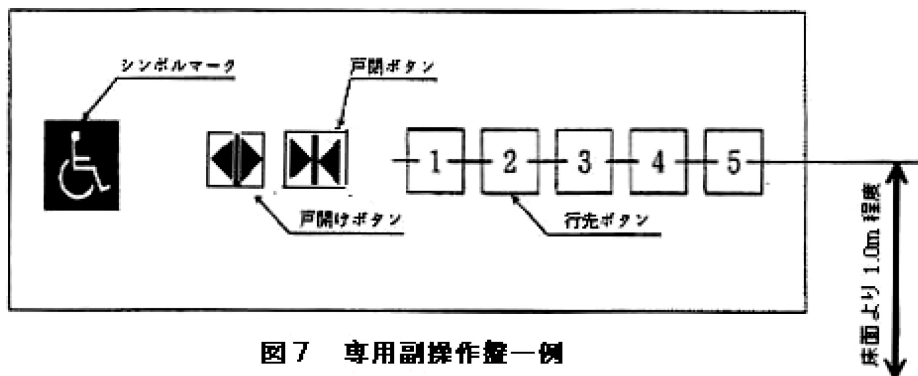 シンボルマーク
戸閉ボタン
1 2 3 4 5
戸開けボタン
行先ボタン
床面より 1.0m 程度
図7 専用副操作盤一例